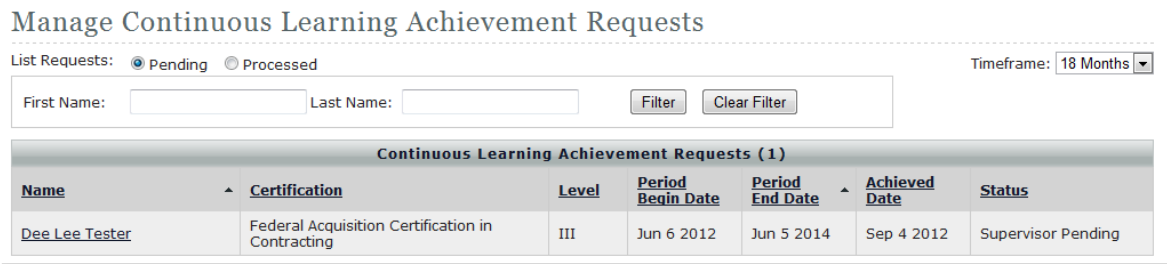 Manage Continuous Learning Achievement Requests
List Requests: Pending Processed Timeframe: 18 Months
First Name: Last Name: Filter Clear Filter
Continuous Learning Achievement Requests (1)
Name Certification Level Period Begin Date Period End Date Achieved Date Status
Dee Lee Tester Federal Acquisition Certification in Contracting III Jun 6 2012 Jun 5 2014 Sep 4 2012 Supervisor Pending